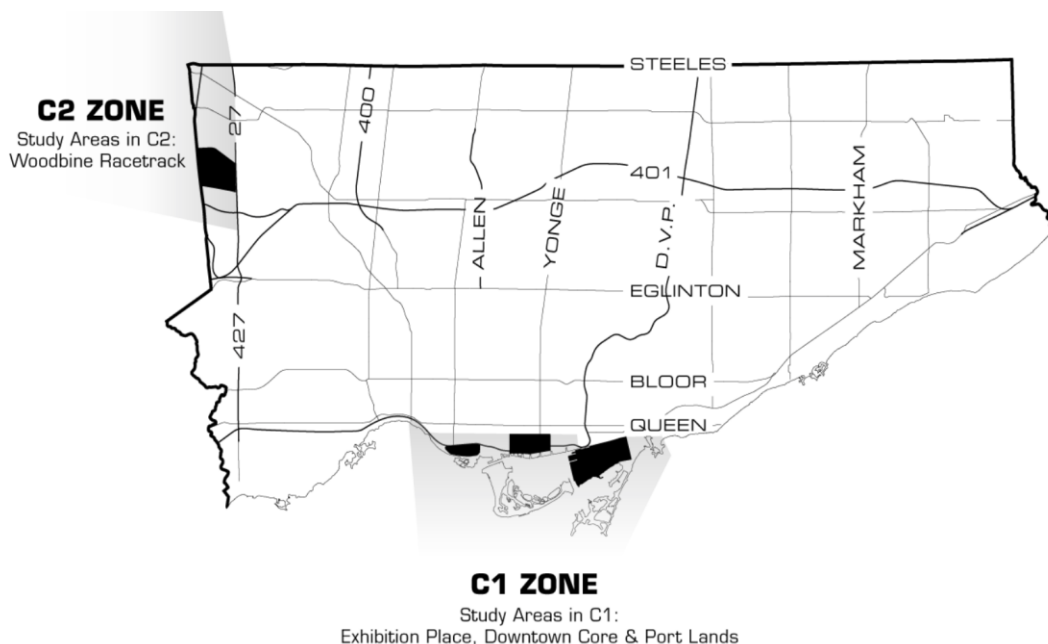 STEELES
C2 ZONE
Study Areas in C2:
Woodbine Racetrack
27
400
401
ALLEN
YONGE
D.V.P.
MARKHAM
EGLINTON
427
BLOOR
QUEEN
C1 ZONE
Study Areas in C1:
Exhibition Place, Downtown Core & Port Lands